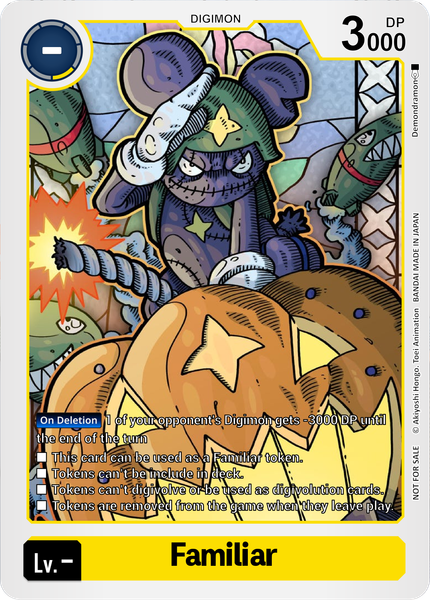 DIGIMON
-
DP
3000
Demondramon©
© Akiyoshi Hongo. Toei Animation BANDAI MADE IN JAPAN
NOT FOR SALE
On Deletion 1 of your opponent's Digimon gets -3000 DP until
the end of the turn
■ This card can be used as a Familiar token.
■ Tokens can't be include in deck.
■ Tokens can't digivolve or be used as digivolution cards.
■ Tokens are removed from the game when they leave play.
Lv.-
Familiar